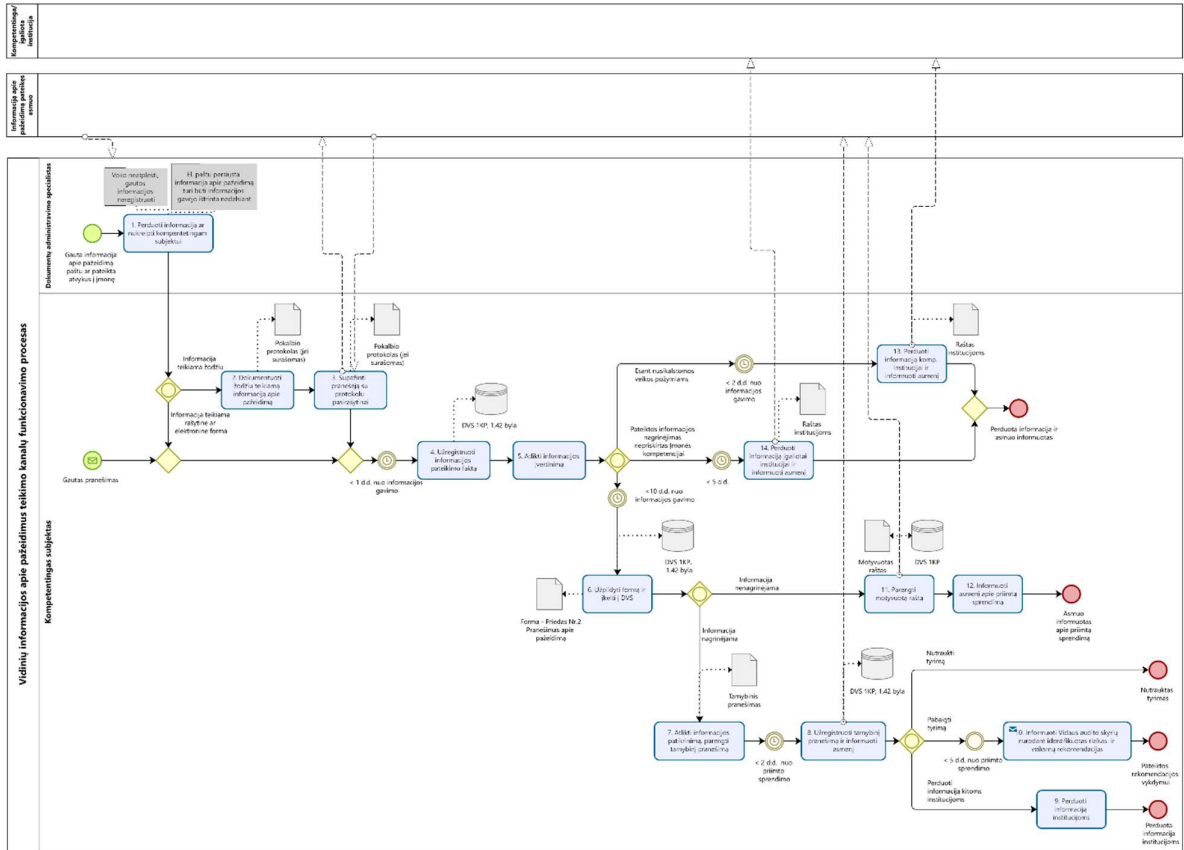 Kompetentinga/
įgaliota
institucija
Informaciją apie
pažeidimą pateikęs
asmuo
Vidinių informacijos apie pažeidimus teikimo kanalų funkcionavimo procesas
Dokumentų administravimo specialistas
Voko neatplėšti,
gautos
informacijos
neregistruoti
El. paštu persiųsta
informacija apie pažeidimą
turi būti informacijos
gavėjo ištrinta nedelsiant
1. Perduoti informaciją ar
nukreipti kompetentingam
subjektui
Gauta informacija
apie pažeidimą
paštu ar pateikta
atvykus į įmonę
Kompetentingas subjektas
Informacija
teikiama žodžiu
Informacija teikiama
rašytine ar
elektronine forma
Gautas pranešimas
Pokalbio
protokolas (jei
surašomas)
2. Dokumentuoti
žodžiu teikiamą
informaciją apie
pažeidimą
Pokalbio
protokolas (jei
surašomas)
3. Supažinti
pranešėją su
protokolu
pasirašytinai
< 1 d.d. nuo informacijos
gavimo
DVS 1KP, 1.42 byla
4. Užregistruoti
informacijos
pateikimo faktą
5. Atlikti informacijos
įvertinimą
Esant nusikalstomos
veikos požymiams
< 2 d.d. nuo
informacijos
gavimo
13. Perduoti
informaciją komp.
institucijai ir
informuoti asmenį
Raštas
institucijoms
Pateiktos informacijos
nagrinėjimas
nepriskirtas Įmonės
kompetencijai
< 5 d.d.
14. Perduoti
informaciją įgaliotai
institucijai ir
informuoti asmenį
Raštas
institucijoms
Perduota informacija ir
asmuo informuotas
<10 d.d. nuo
informacijos gavimo
DVS 1KP,
1.42 byla
6. Užpildyti formą ir
įkelti į DVS
Forma - Priedas Nr.2
Pranešimas apie
pažeidimą
Informacija
nenagrinėjama
Motyvuotas
raštas
DVS 1KP
11. Parengti
motyvuotą raštą
12. Informuoti
asmenį apie priimtą
sprendimą
Asmuo
informuotas
apie priimtą
sprendimą
Informacija
nagrinėjama
Tarnybinis
pranešimas
7. Atlikti informacijos
patikrinimą, parengti
tarnybinį pranešimą
< 2 d.d. nuo
priimto
sprendimo
DVS 1KP, 1.42 byla
8. Užregistruoti tarnybinį
pranešimą ir informuoti
asmenį
Nutraukti
tyrimą
Nutrauktas
tyrimas
Pabaigti
tyrimą
< 5 d.d. nuo priimto
sprendimo
0. Informuoti Vidaus audito skyrių
nurodant identifikuotas rizikas ir
veiksmų rekomendacijas
Pateiktos
rekomendacijos
vykdymui
Perduoti
informaciją kitoms
institucijoms
9. Perduoti
informaciją
institucijoms
Perduota
informacija
institucijoms